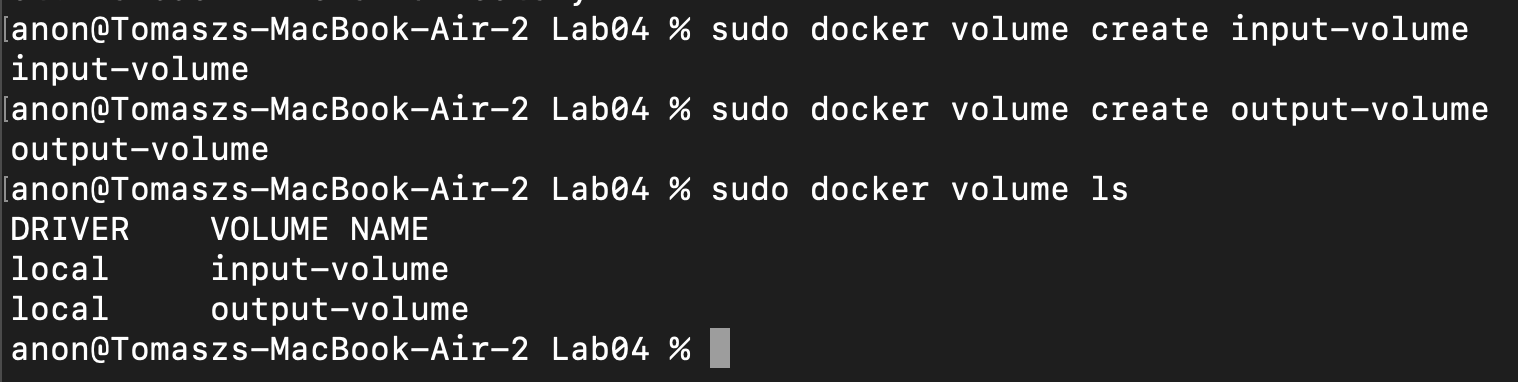 [anon@Tomaszs-MacBook-Air-2 Lab04 % sudo docker volume create input-volume
input-volume
[anon@Tomaszs-MacBook-Air-2 Lab04 % sudo docker volume create output-volume
output-volume
[anon@Tomaszs-MacBook-Air-2 Lab04 % sudo docker volume ls
DRIVER    VOLUME NAME
local     input-volume
local     output-volume
anon@Tomaszs-MacBook-Air-2 Lab04 %